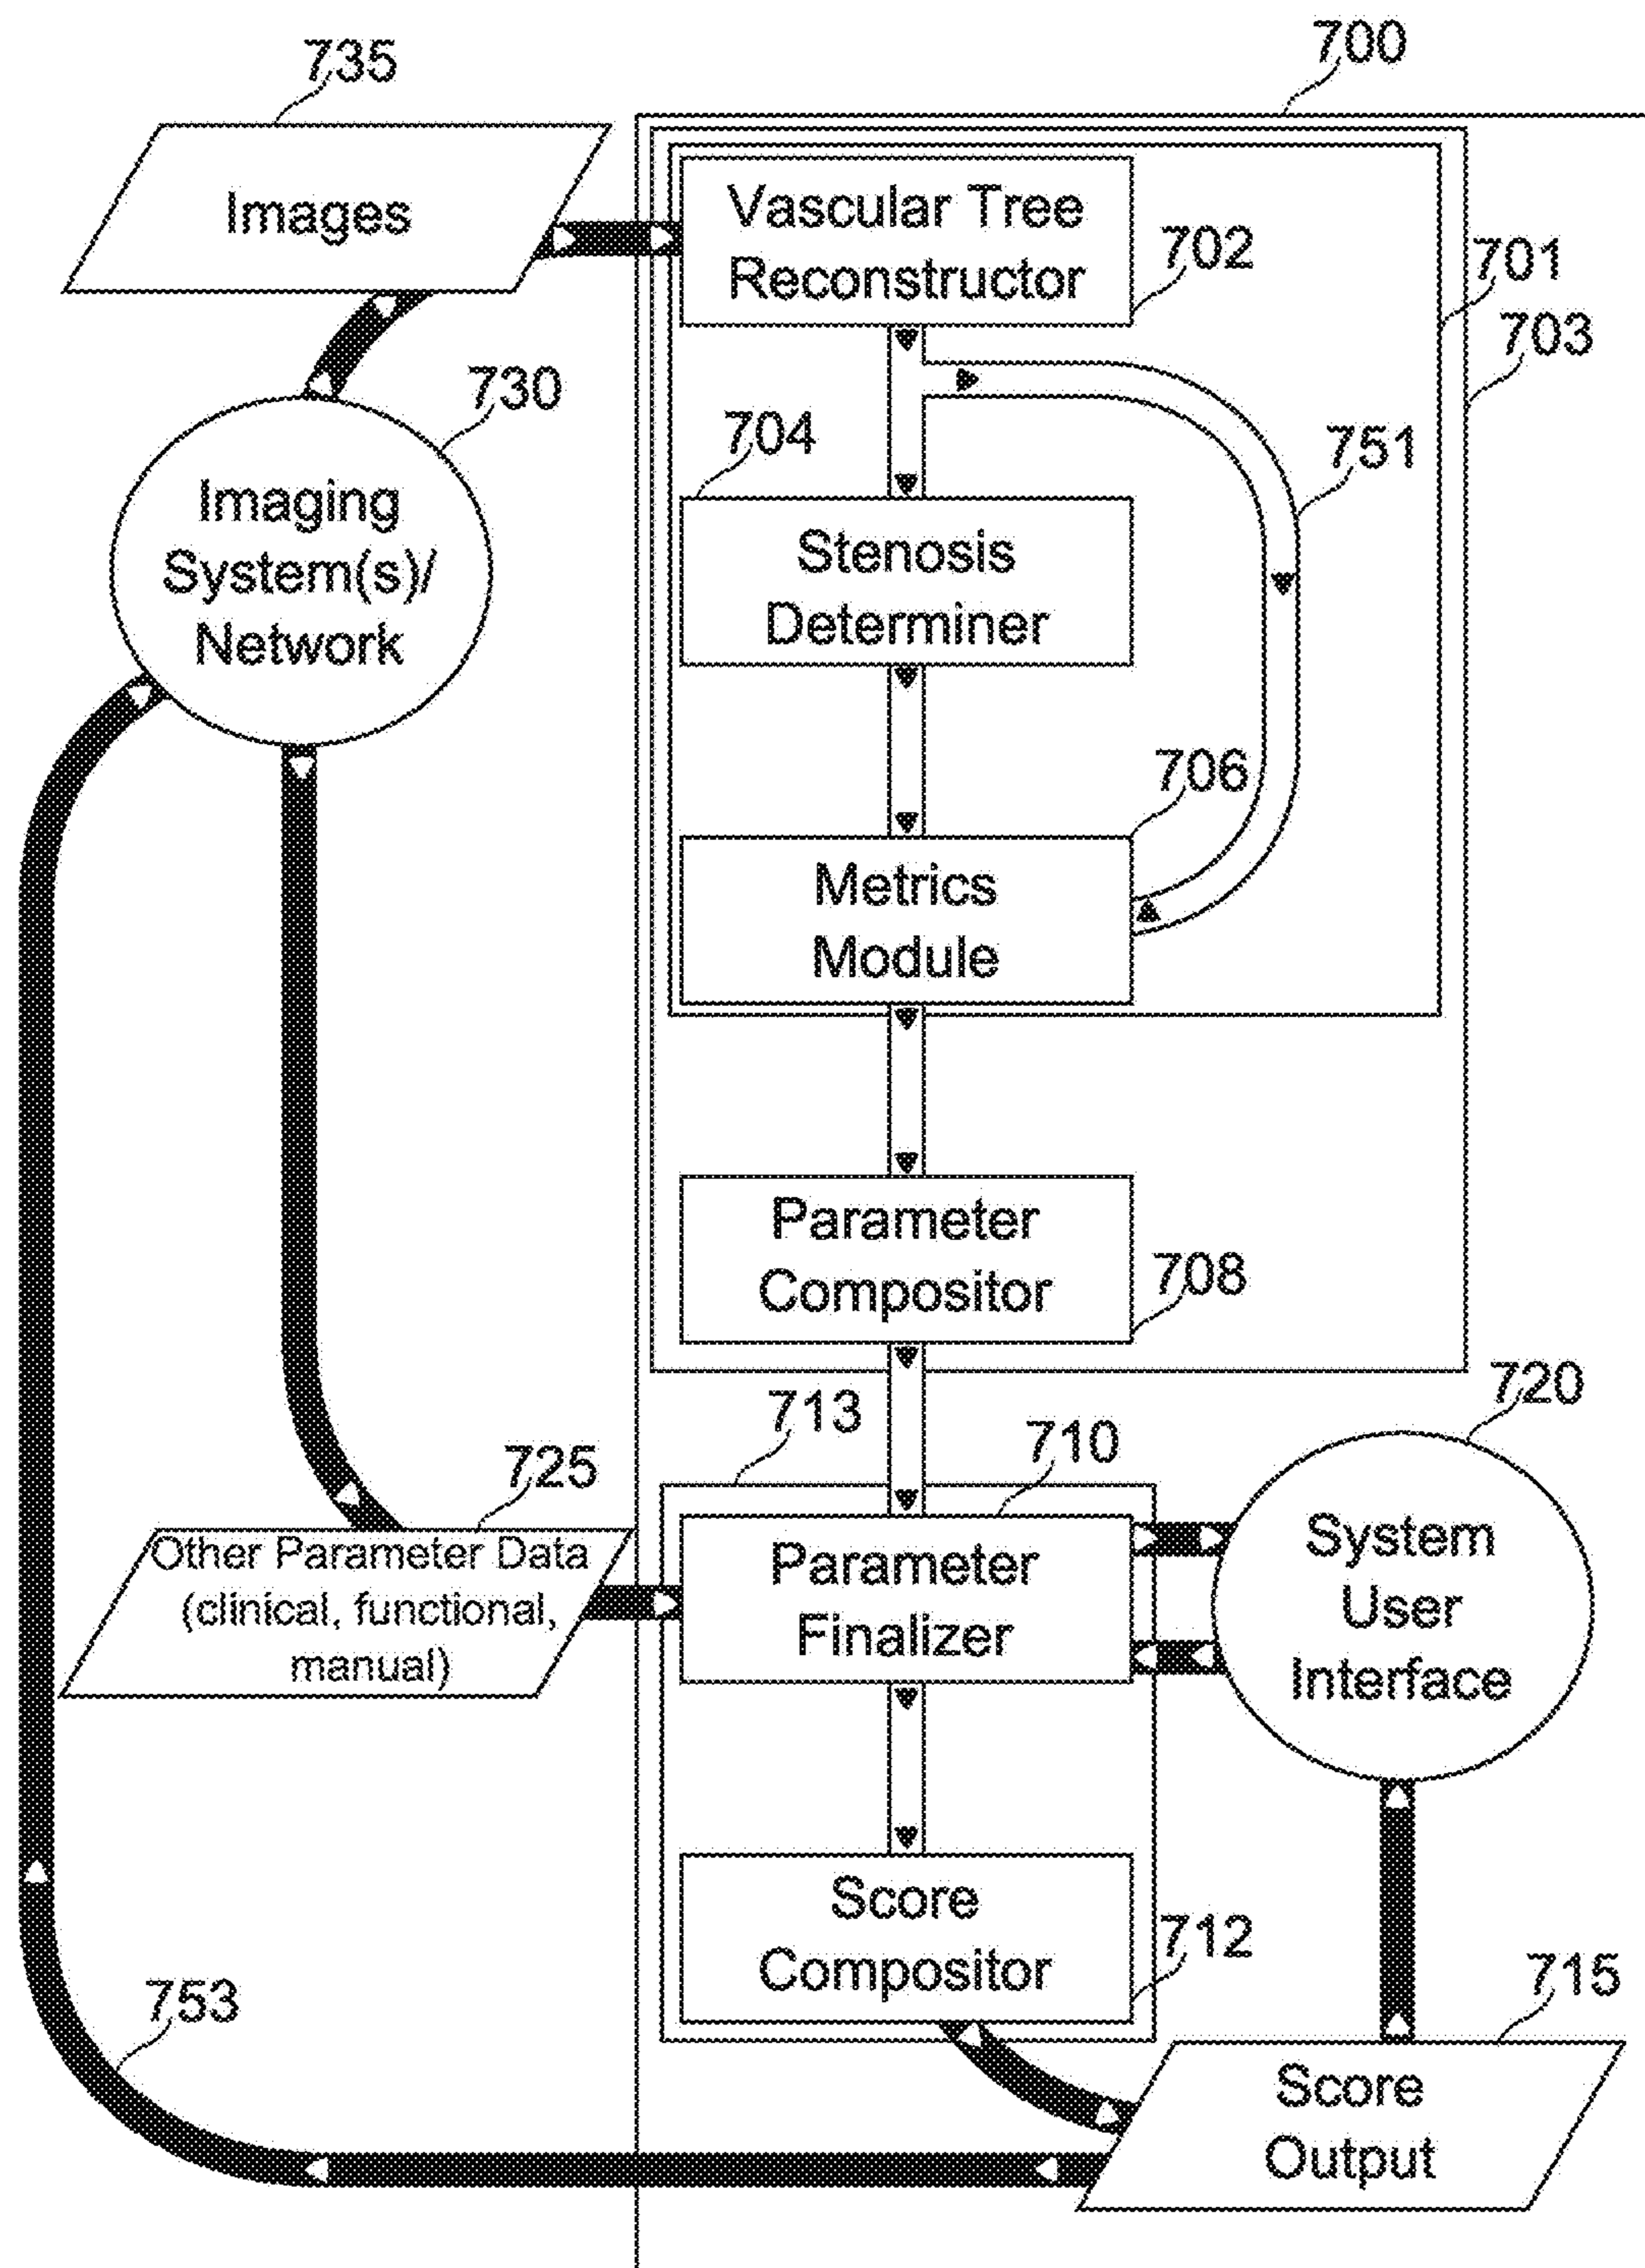 700
735
Images
Vascular Tree
Reconstructor
702
701
703
730
Imaging
System(s)/
Network
704
751
Stenosis
Determiner
706
Metrics
Module
Parameter
Compositor
708
713
710
720
725
Other Parameter Data
(clinical, functional,
manual)
Parameter
Finalizer
System
User
Interface
Score
Compositor
712
753
715
Score
Output